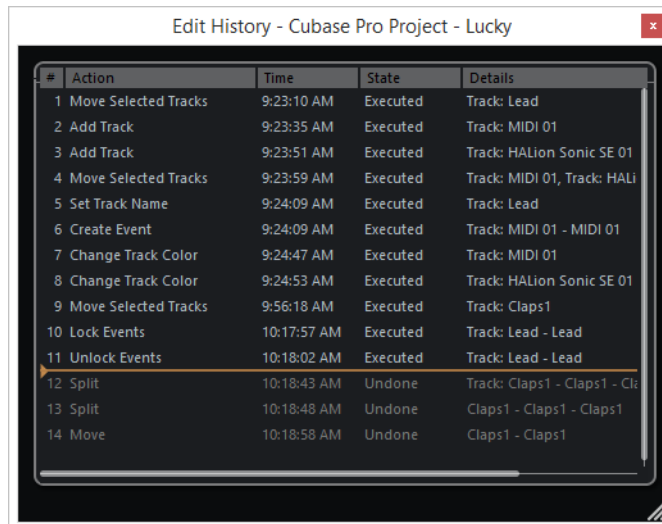 Edit History - Cubase Pro Project - Lucky
x
# Action Time State Details
1 Move Selected Tracks 9:23:10 AM Executed Track: Lead
2 Add Track 9:23:35 AM Executed Track: MIDI 01
3 Add Track 9:23:51 AM Executed Track: HALion Sonic SE 01
4 Move Selected Tracks 9:23:59 AM Executed Track: MIDI 01, Track: HALi
5 Set Track Name 9:24:09 AM Executed Track: Lead
6 Create Event 9:24:09 AM Executed Track: MIDI 01 - MIDI 01
7 Change Track Color 9:24:47 AM Executed Track: MIDI 01
8 Change Track Color 9:24:53 AM Executed Track: HALion Sonic SE 01
9 Move Selected Tracks 9:56:18 AM Executed Track: Claps1
10 Lock Events 10:17:57 AM Executed Track: Lead - Lead
11 Unlock Events 10:18:02 AM Executed Track: Lead - Lead
12 Split 10:18:43 AM Undone Track: Claps1 - Claps1 - Cla
13 Split 10:18:48 AM Undone Claps1 - Claps1 - Claps1
14 Move 10:18:58 AM Undone Claps1 - Claps1